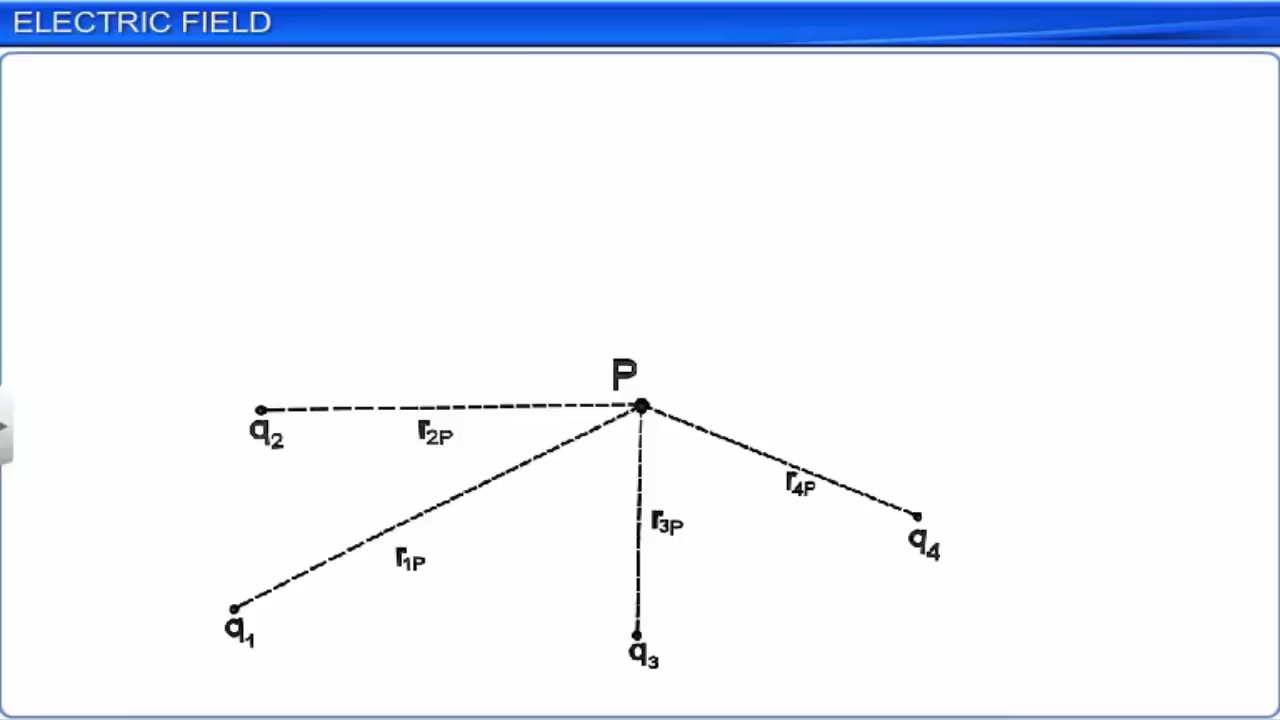 ELECTRIC FIELD
P
q₂
r₂P
r₄P
r₃P
q₄
r₁P
q₁
q₃